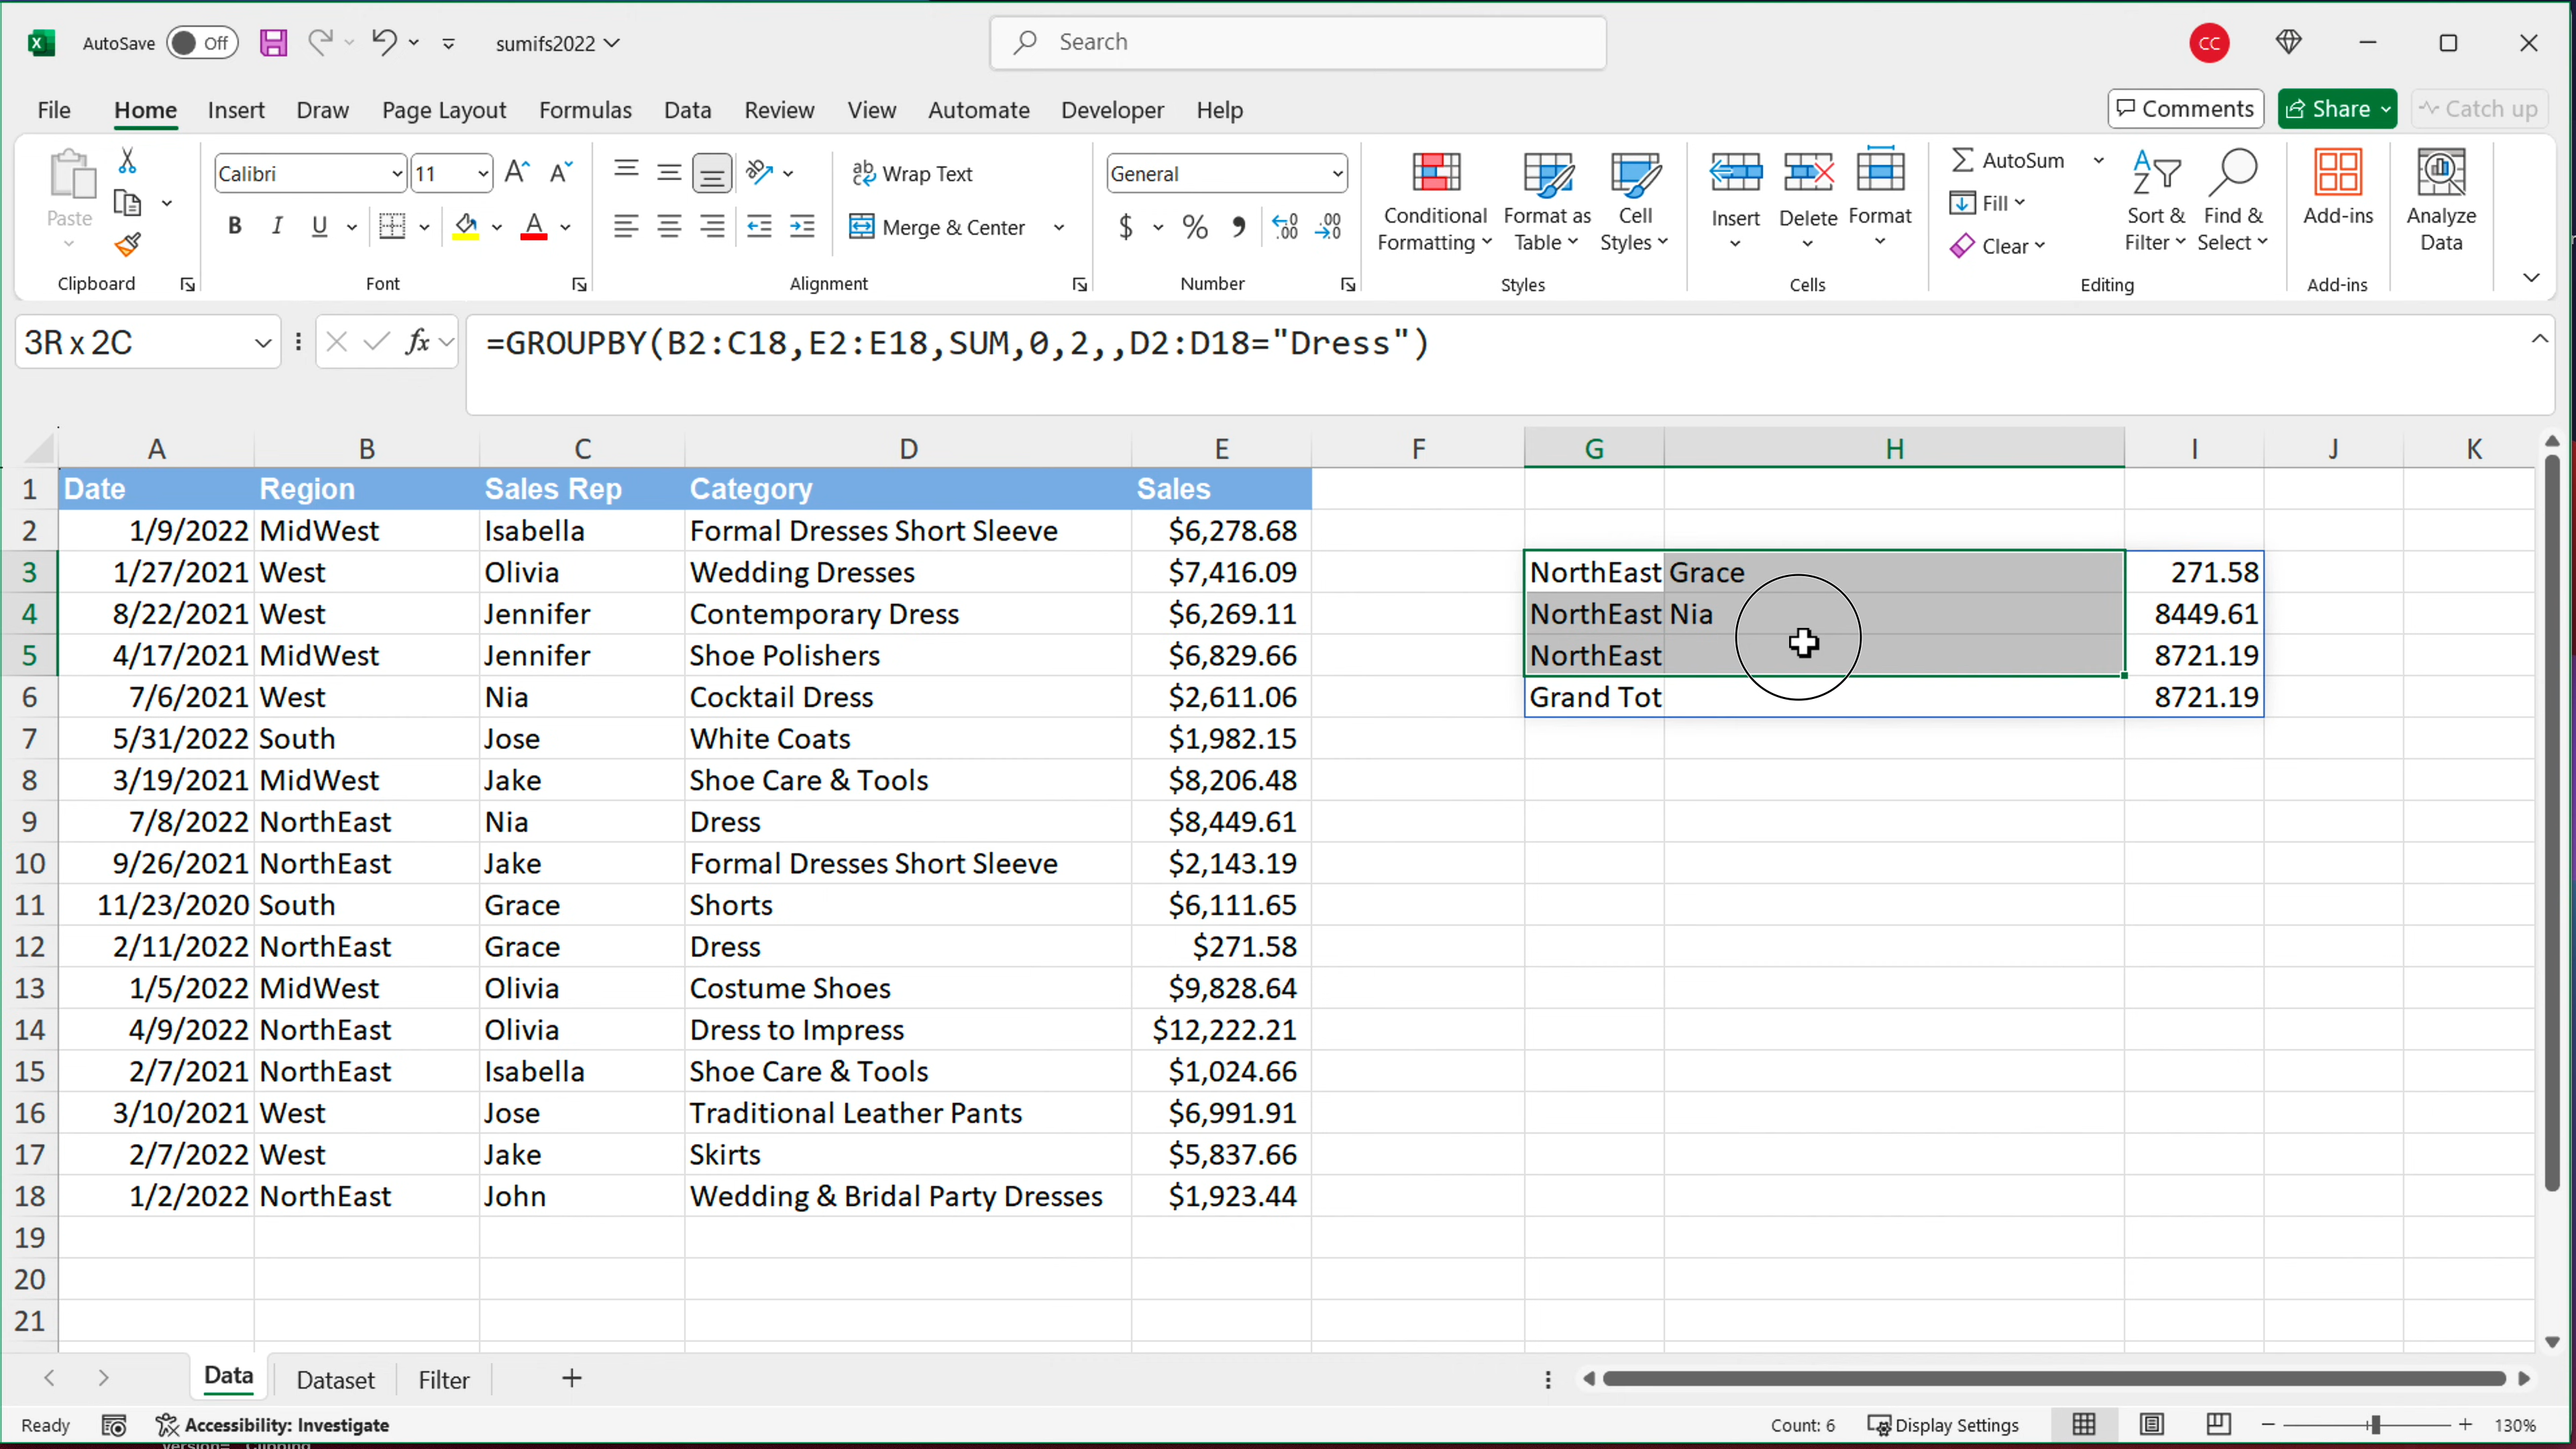 AutoSave Off sumifs2022 Search CC
File Home Insert Draw Page Layout Formulas Data Review View Automate Developer Help Comments Share Catch up
Paste
Clipboard
Calibri 11
B I U A
Font
Wrap Text
Merge & Center
Alignment
General
$ % , .00 .00
Number
Conditional Formatting
Format as Table
Cell Styles
Styles
Insert Delete Format
Cells
AutoSum
Fill
Clear
Sort & Filter
Find & Select
Editing
Add-ins
Add-ins
Analyze Data
3R x 2C fx =GROUPBY(B2:C18,E2:E18,SUM,0,2,,D2:D18="Dress")
A B C D E F G H I J K
1 Date Region Sales Rep Category Sales
2 1/9/2022 MidWest Isabella Formal Dresses Short Sleeve $6,278.68
3 1/27/2021 West Olivia Wedding Dresses $7,416.09 NorthEast Grace 271.58
4 8/22/2021 West Jennifer Contemporary Dress $6,269.11 NorthEast Nia 8449.61
5 4/17/2021 MidWest Jennifer Shoe Polishers $6,829.66 NorthEast 8721.19
6 7/6/2021 West Nia Cocktail Dress $2,611.06 Grand Tot 8721.19
7 5/31/2022 South Jose White Coats $1,982.15
8 3/19/2021 MidWest Jake Shoe Care & Tools $8,206.48
9 7/8/2022 NorthEast Nia Dress $8,449.61
10 9/26/2021 NorthEast Jake Formal Dresses Short Sleeve $2,143.19
11 11/23/2020 South Grace Shorts $6,111.65
12 2/11/2022 NorthEast Grace Dress $271.58
13 1/5/2022 MidWest Olivia Costume Shoes $9,828.64
14 4/9/2022 NorthEast Olivia Dress to Impress $12,222.21
15 2/7/2021 NorthEast Isabella Shoe Care & Tools $1,024.66
16 3/10/2021 West Jose Traditional Leather Pants $6,991.91
17 2/7/2022 West Jake Skirts $5,837.66
18 1/2/2022 NorthEast John Wedding & Bridal Party Dresses $1,923.44
19
20
21
Data Dataset Filter
Ready Accessibility: Investigate Count: 6 Display Settings 130%